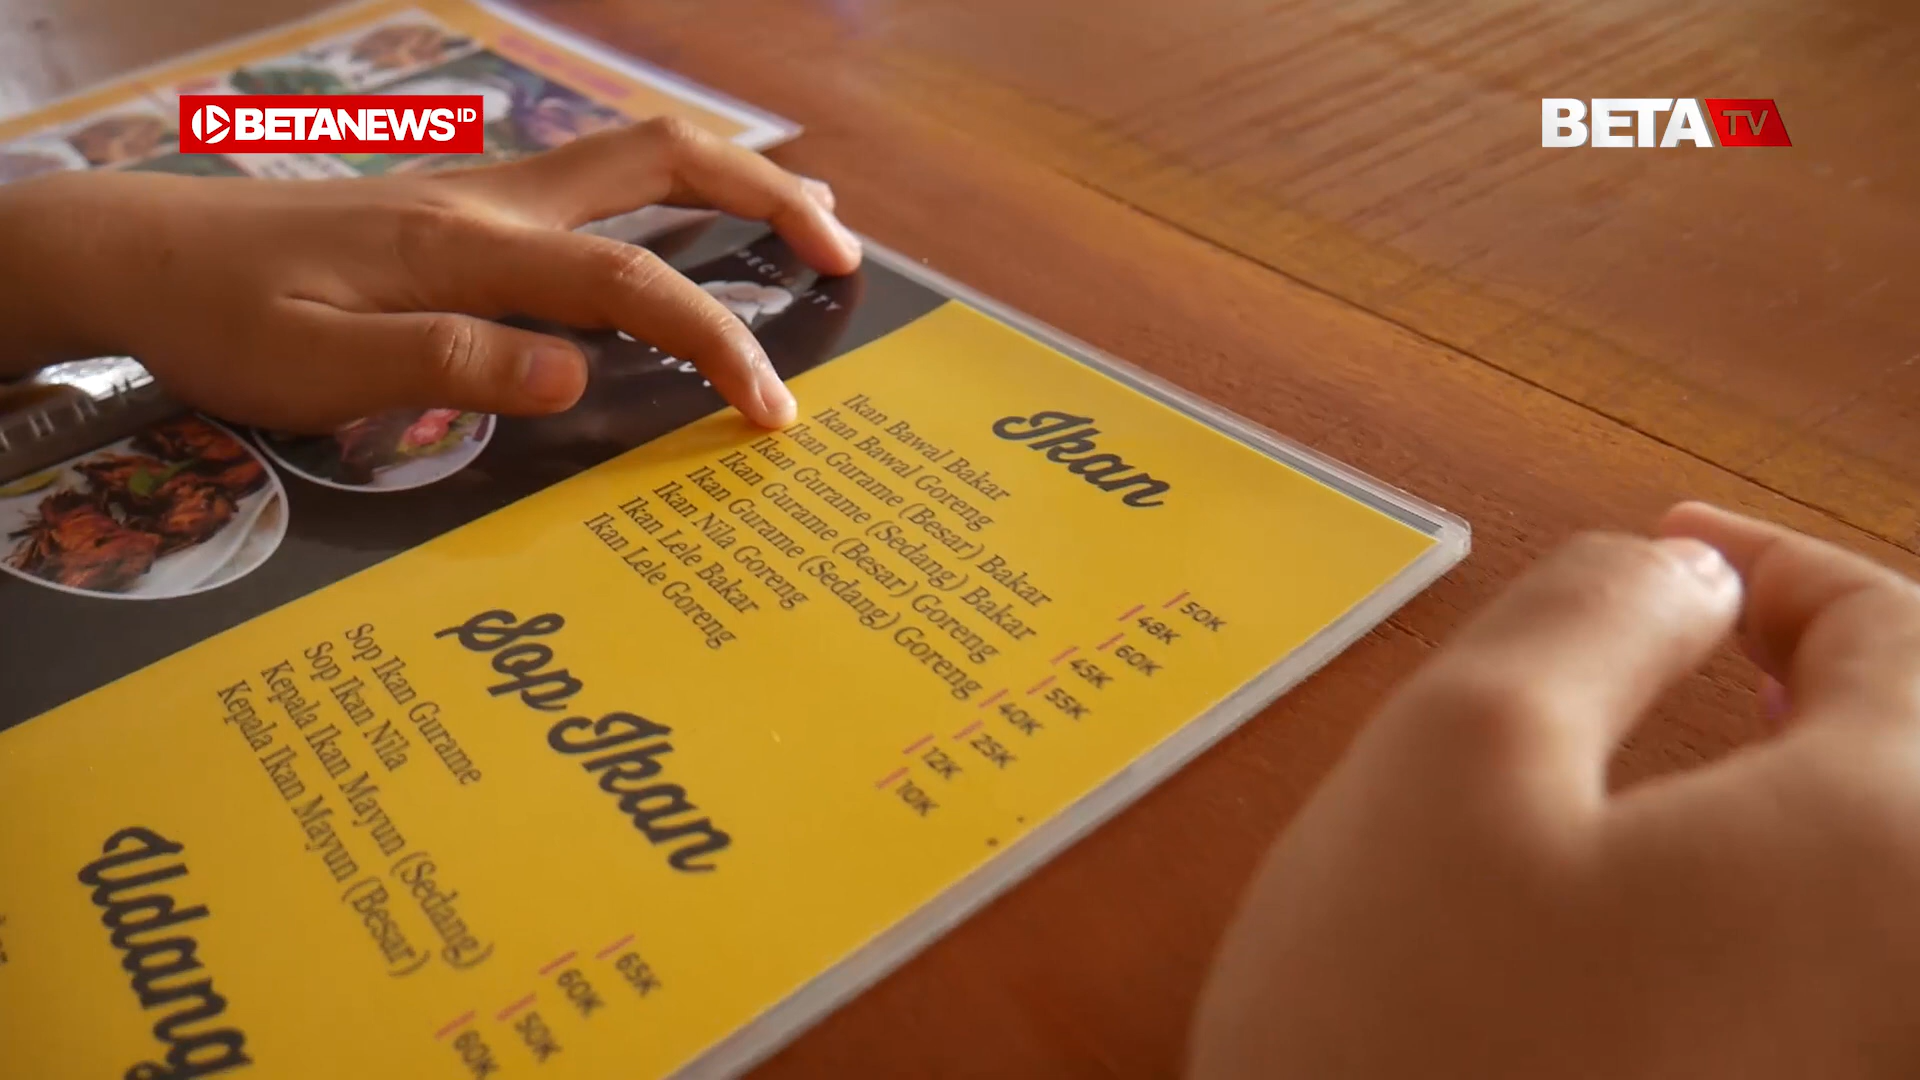 BETANEWS ID
BETA TV
Ikan
Ikan Bawal Bakar | 50K
Ikan Bawal Goreng | 48K
Ikan Gurame (Besar) Bakar | 60K
Ikan Gurame (Sedang) Bakar | 45K
Ikan Gurame (Besar) Goreng | 55K
Ikan Gurame (Sedang) Goreng | 40K
Ikan Nila Goreng | 25K
Ikan Lele Bakar | 12K
Ikan Lele Goreng | 10K
Sop Ikan
Sop Ikan Gurame | 65K
Sop Ikan Nila | 60K
Kepala Ikan Mayun (Sedang) | 50K
Kepala Ikan Mayun (Besar) | 60K
Udang